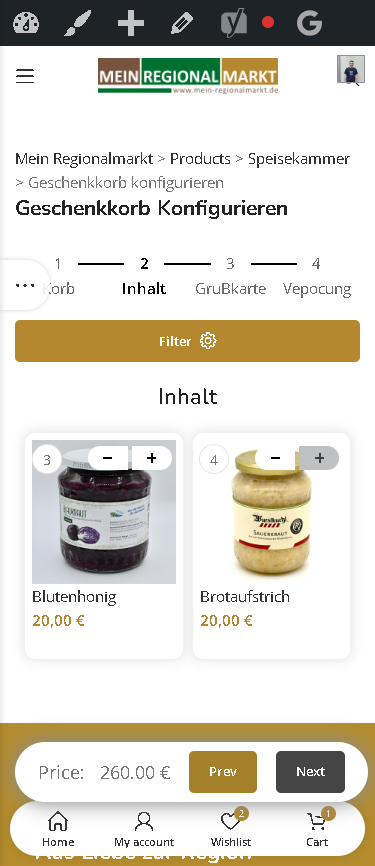 MEIN REGIONAL MARKT
www.mein-regionalmarkt.de
Mein Regionalmarkt > Products > Speisekammer
> Geschenkkorb konfigurieren
Geschenkkorb Konfigurieren
1 2 3 4
Korb Inhalt Grußkarte Vepocung
Filter
Inhalt
3 − + 4 − +
SAUERKRAUT
Blutenhonig Brotaufstrich
20,00 € 20,00 €
Price: 260.00 € Prev Next
2 1
Home My account Wishlist Cart
Aus Liebe zur Region